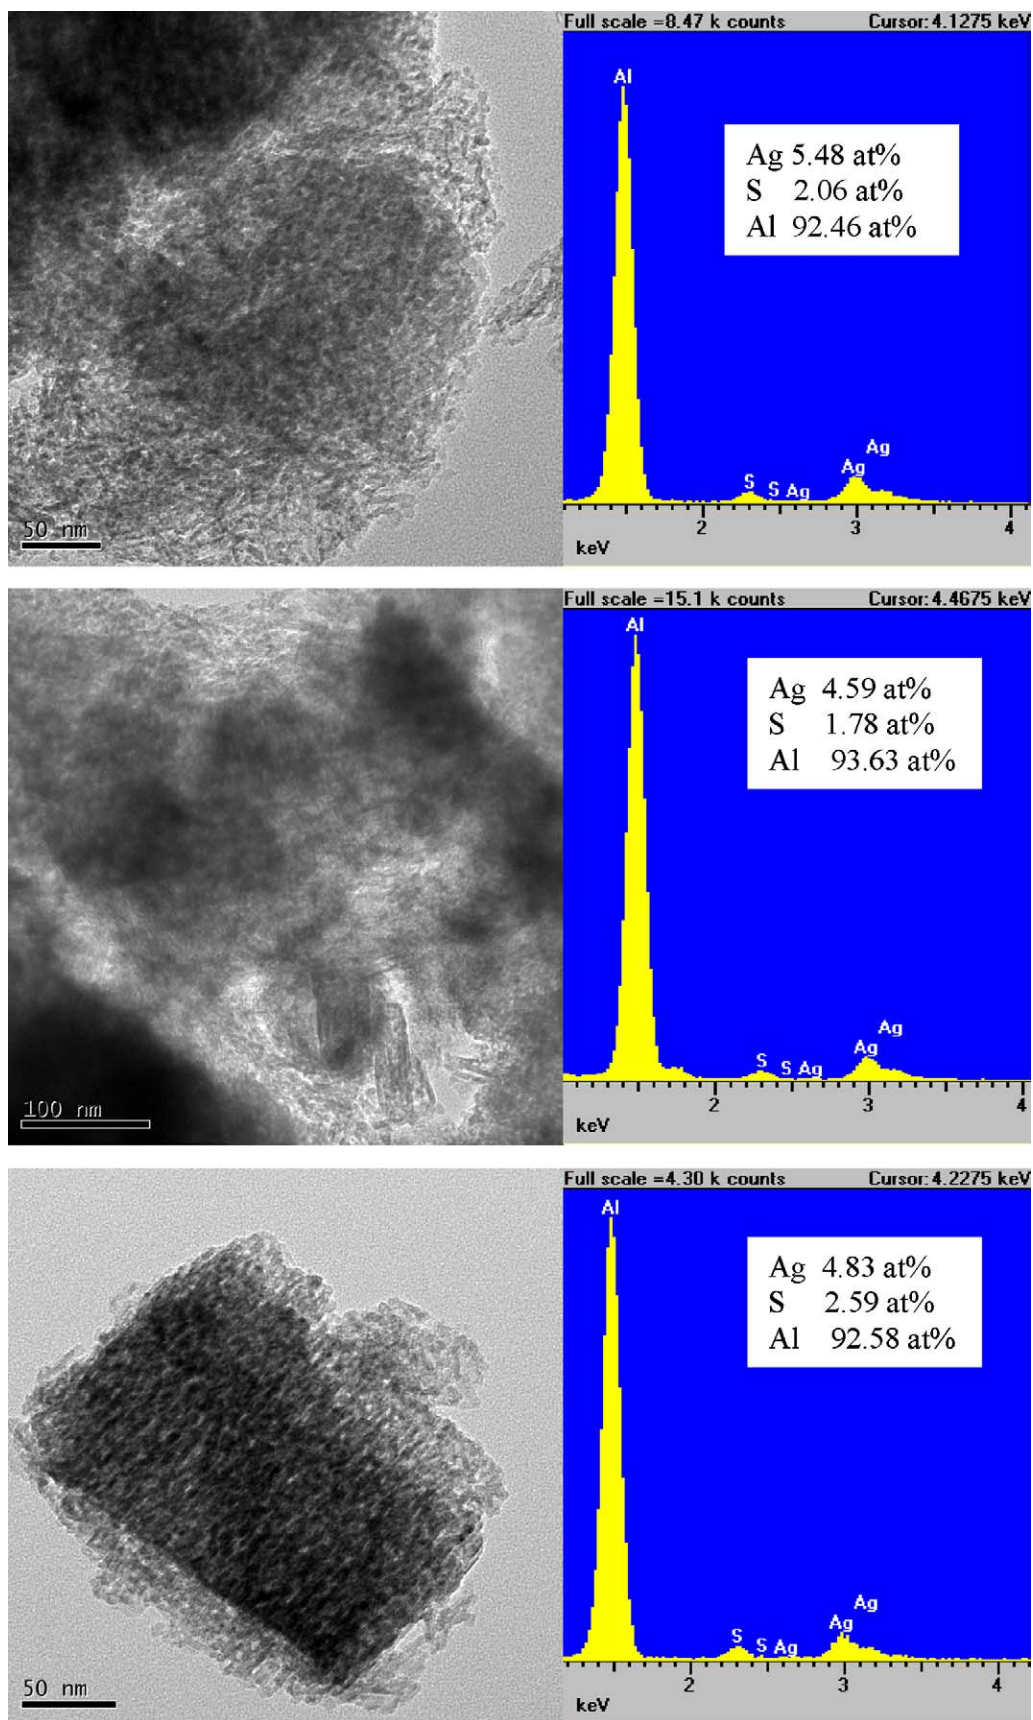 Full scale =8.47 k counts Cursor: 4.1275 keV
Al
Ag 5.48 at%
S 2.06 at%
Al 92.46 at%
Ag
Ag
S
S Ag
50 nm
2 3 4
keV
Full scale =15.1 k counts Cursor: 4.4675 keV
Al
Ag 4.59 at%
S 1.78 at%
Al 93.63 at%
Ag
Ag
S
S Ag
100 nm
2 3 4
keV
Full scale =4.30 k counts Cursor: 4.2275 keV
Al
Ag 4.83 at%
S 2.59 at%
Al 92.58 at%
Ag
Ag
S
S Ag
50 nm
2 3 4
keV